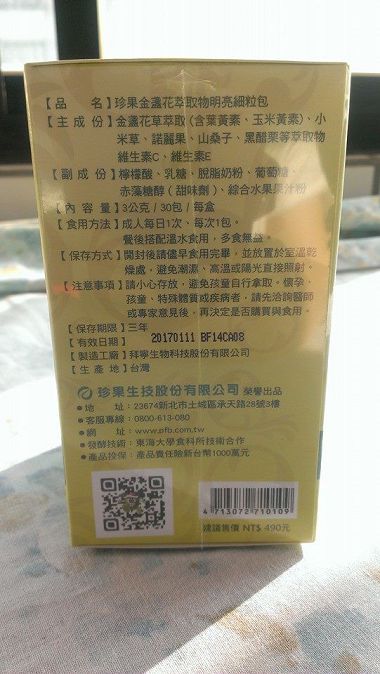 【品 名】珍果金盞花萃取物明亮細粒包
【主成份】金盞花草萃取(含葉黃素、玉米黃素)、小
米草、諾麗果、山桑子、黑醋栗等萃取物
維生素C、維生素E
【副成份】檸檬酸、乳糖、脫脂奶粉、葡萄糖、
赤藻糖醇(甜味劑)、綜合水果果汁粉
【內容量】3公克/30包/每盒
【食用方法】成人每日1次、每次1包。
餐後搭配溫水食用,多食無益。
【保存方式】開封後請儘早食用完畢,並放置於室溫乾
燥處,避免潮濕、高溫或陽光直接照射。
【注意事項】請小心存放,避免孩童自行拿取。懷孕、
孩童、特殊體質或疾病者,請先洽詢醫師
或專家意見後,再決定是否購買與食用。
【保存期限】三年
【有效日期】 20170111 BF14CA08
【製造工廠】拜寧生物科技股份有限公司
【生產地】台灣
珍果生技股份有限公司 榮譽出品
•地 址:23674新北市土城區承天路28號3樓
•客服專線:0800-613-080
•網 址:www.nfb.com.tw
•發酵技術:東海大學食科所技術合作
•產品投保:產品責任險新台幣1000萬元
4 713072 710109
建議售價 NT$ 490元